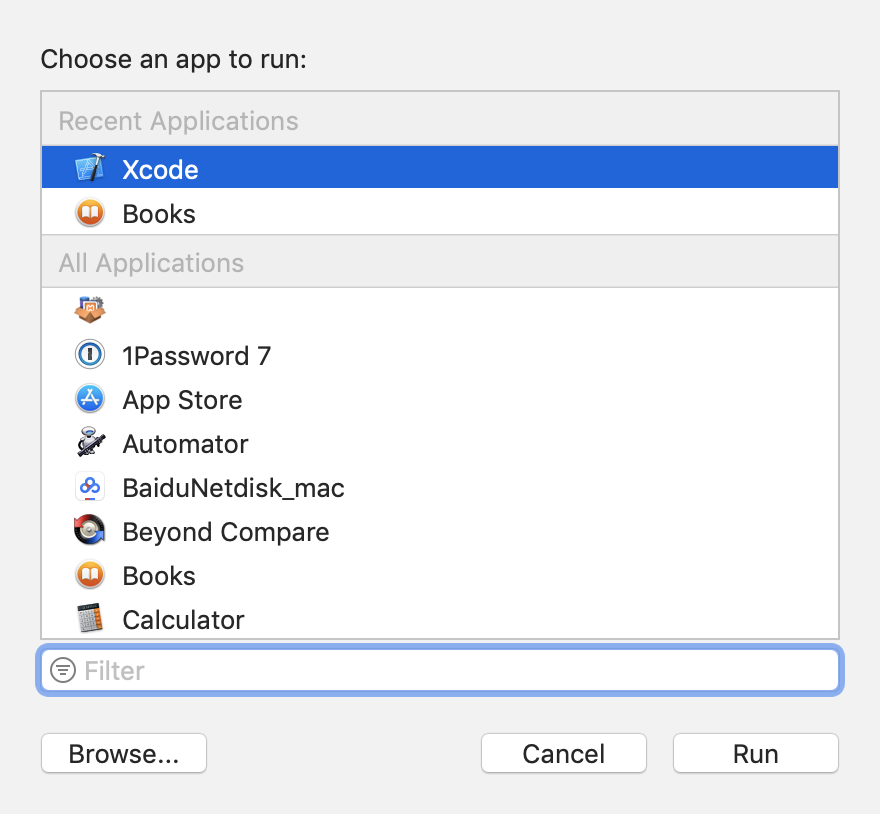 Choose an app to run:
Recent Applications
Xcode
Books
All Applications
1Password 7
App Store
Automator
BaiduNetdisk_mac
Beyond Compare
Books
Calculator
Filter
Browse...
Cancel
Run